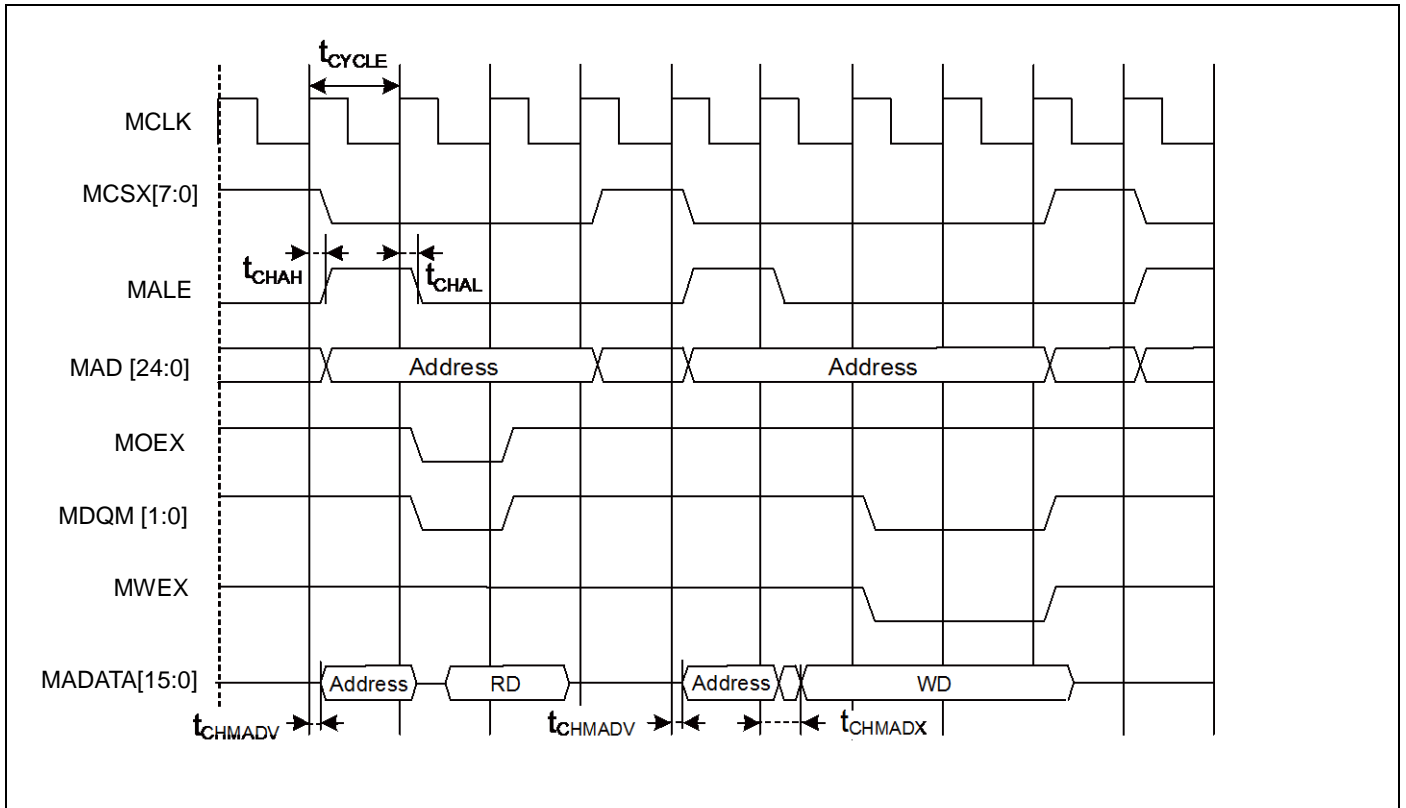 tCYCLE
MCLK
MCSX[7:0]
tCHAH
tCHAL
MALE
MAD [24:0]
Address
Address
MOEX
MDQM [1:0]
MWEX
MADATA[15:0]
Address
RD
Address
WD
tCHMADV
tCHMADV
tCHMADX